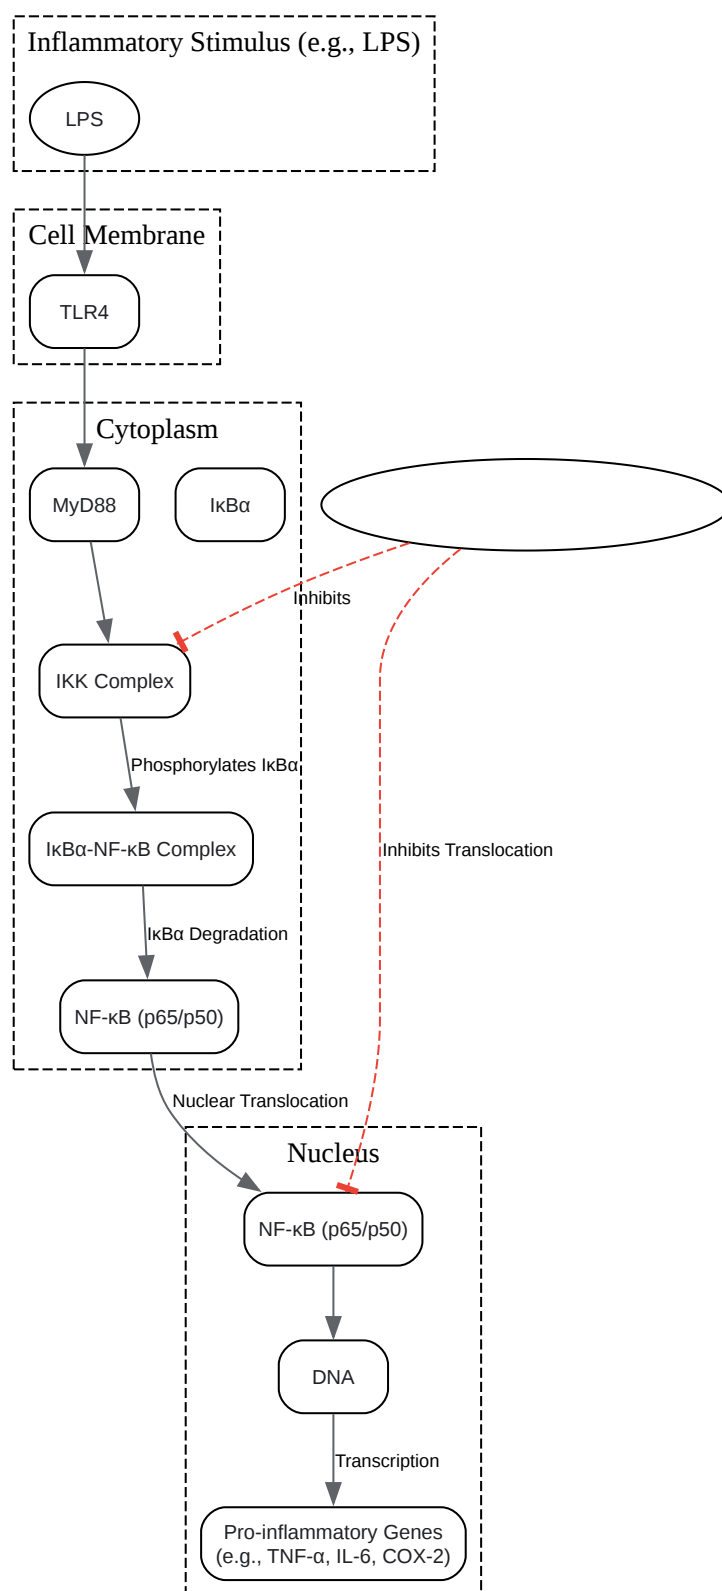 Inflammatory Stimulus (e.g., LPS)
LPS
Cell Membrane
TLR4
Cytoplasm
MyD88
IκBα
Inhibits
IKK Complex
Phosphorylates IκBα
IκBα-NF-κB Complex
Inhibits Translocation
IκBα Degradation
NF-κB (p65/p50)
Nuclear Translocation
Nucleus
NF-κB (p65/p50)
DNA
Transcription
Pro-inflammatory Genes
(e.g., TNF-α, IL-6, COX-2)